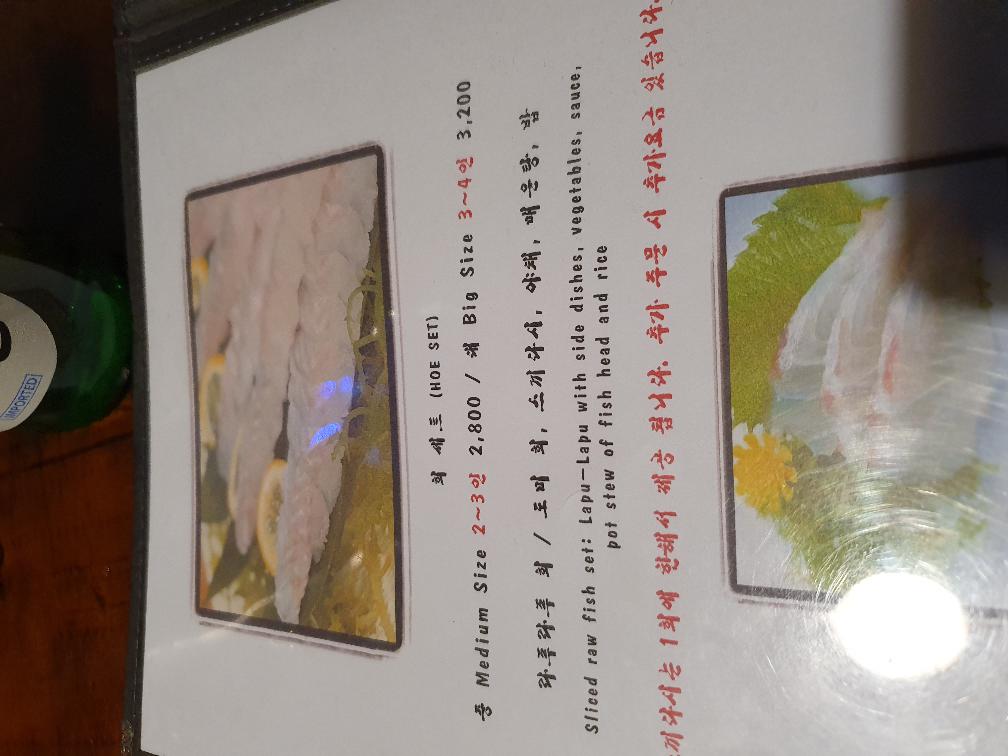 IMPORTED
회 세트 (HOE SET)
중 Medium Size 2~3인 2,800 / 대 Big Size 3~4인 3,200
라푸라푸 회 / 도미 회, 스끼다시, 야채, 매운탕, 밥
Sliced raw fish set: Lapu-Lapu with side dishes, vegetables, sauce,
pot stew of fish head and rice
끼다시는 1회에 한해서 제공 됩니다. 추가 주문 시 추가요금 있습니다.